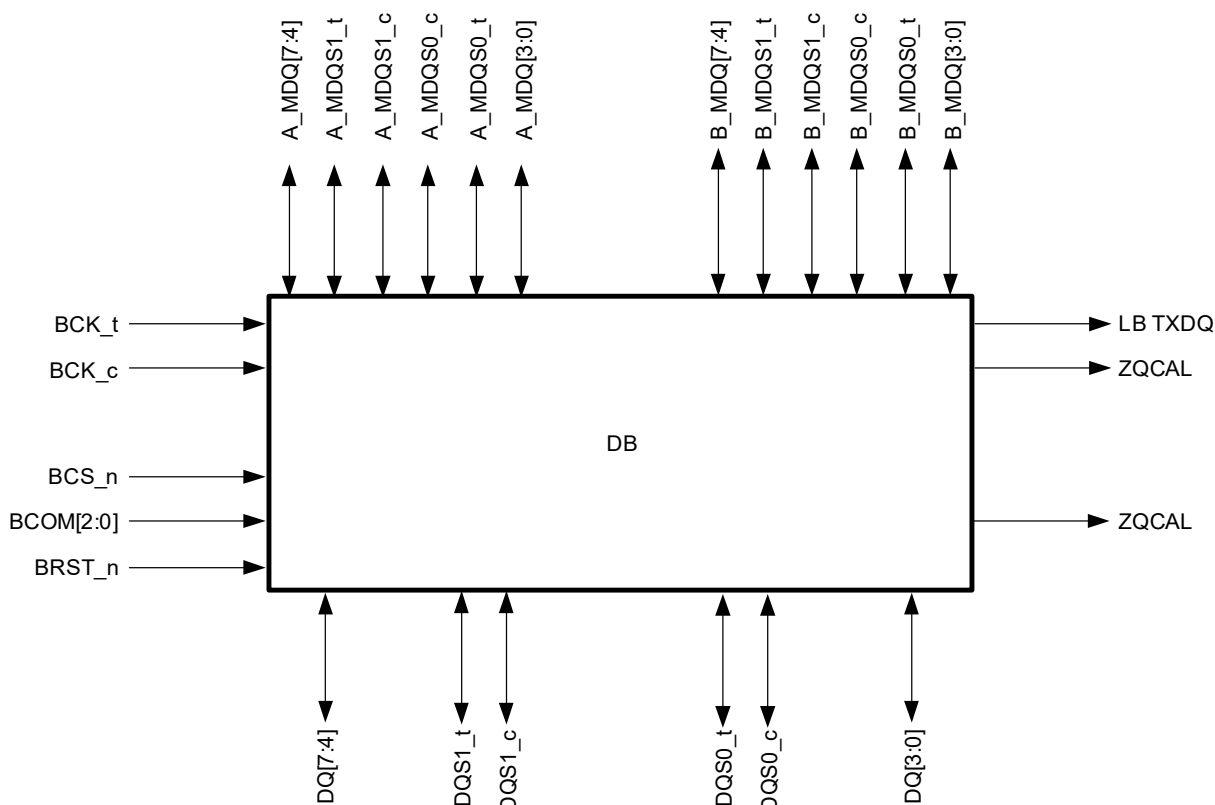 A_MDQ[7:4]
A_MDQS1_t
A_MDQS1_c
A_MDQS0_c
A_MDQS0_t
A_MDQ[3:0]
B_MDQ[7:4]
B_MDQS1_t
B_MDQS1_c
B_MDQS0_c
B_MDQS0_t
B_MDQ[3:0]
BCK_t
BCK_c
BCS_n
BCOM[2:0]
BRST_n
DB
LB TXDQ
ZQCAL
ZQCAL
DQ[7:4]
DQS1_t
DQS1_c
DQS0_t
DQS0_c
DQ[3:0]